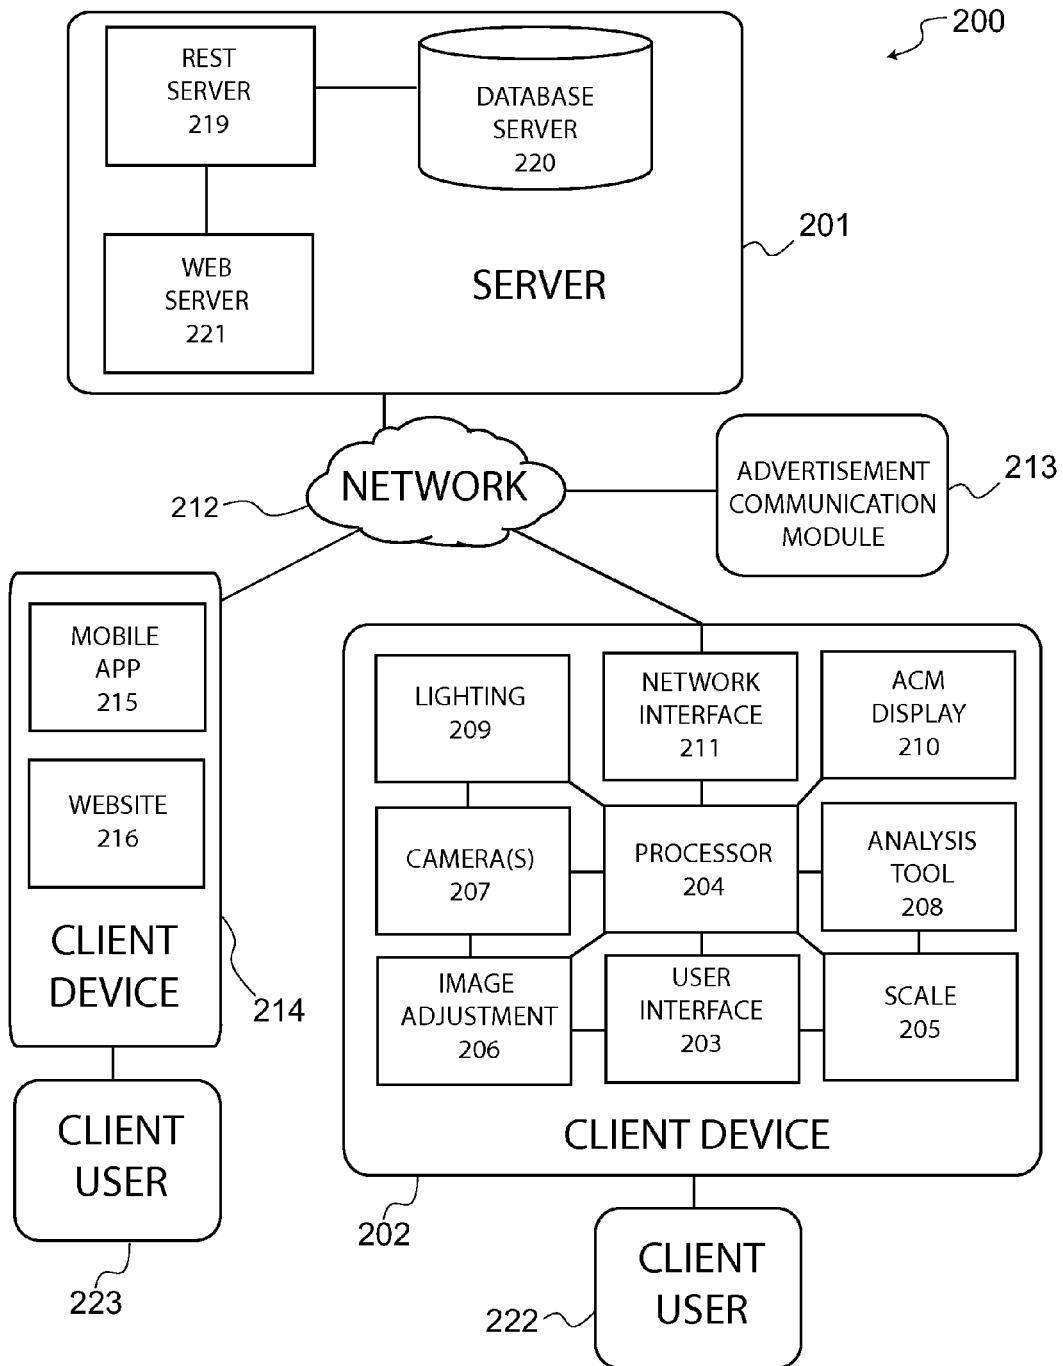 200
REST
SERVER
219
DATABASE
SERVER
220
201
WEB
SERVER
221
SERVER
NETWORK
212
ADVERTISEMENT
COMMUNICATION
MODULE
213
MOBILE
APP
215
WEBSITE
216
CLIENT
DEVICE
214
CLIENT
USER
223
LIGHTING
209
NETWORK
INTERFACE
211
ACM
DISPLAY
210
CAMERA(S)
207
PROCESSOR
204
ANALYSIS
TOOL
208
IMAGE
ADJUSTMENT
206
USER
INTERFACE
203
SCALE
205
CLIENT DEVICE
202
CLIENT
USER
222